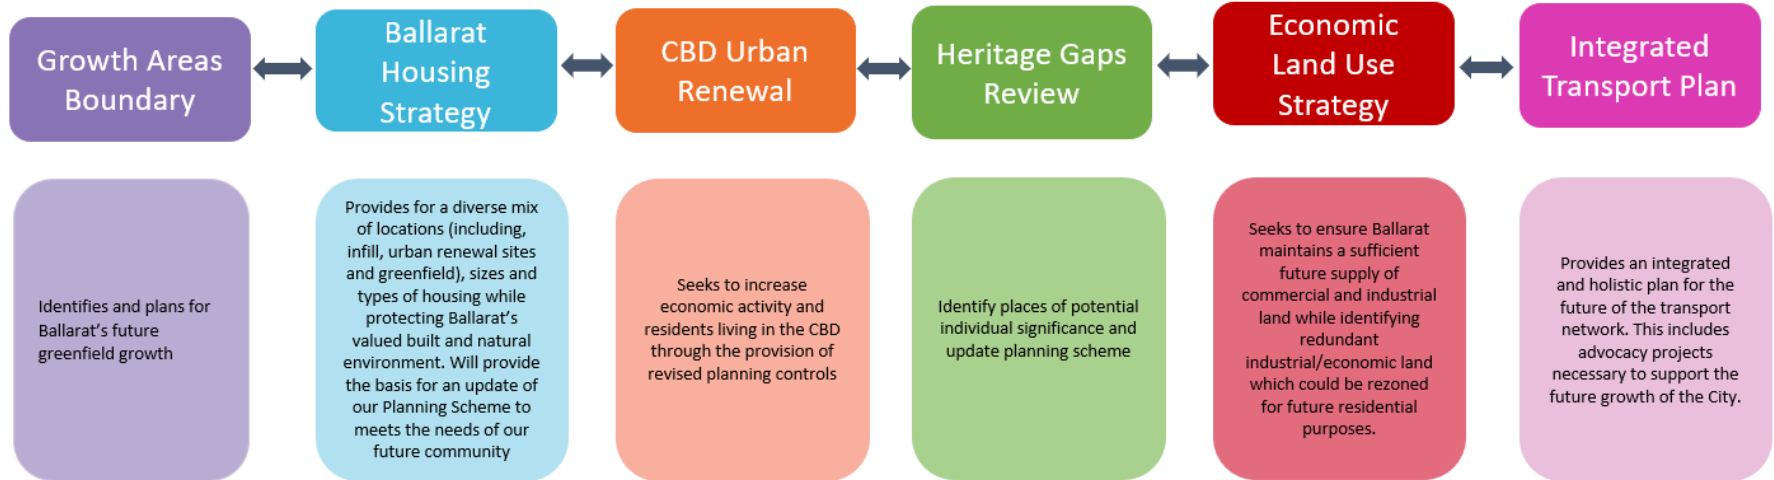 Growth Areas
Boundary
Ballarat
Housing
Strategy
CBD Urban
Renewal
Heritage Gaps
Review
Economic
Land Use
Strategy
Integrated
Transport Plan
Identifies and plans for
Ballarat's future
greenfield growth
Provides for a diverse mix
of locations (including,
infill, urban renewal sites
and greenfield), sizes and
types of housing while
protecting Ballarat's
valued built and natural
environment. Will provide
the basis for an update of
our Planning Scheme to
meets the needs of our
future community
Seeks to increase
economic activity and
residents living in the CBD
through the provision of
revised planning controls
Identify places of potential
individual significance and
update planning scheme
Seeks to ensure Ballarat
maintains a sufficient
future supply of
commercial and industrial
land while identifying
redundant
industrial/economic land
which could be rezoned
for future residential
purposes.
Provides an integrated
and holistic plan for the
future of the transport
network. This includes
advocacy projects
necessary to support the
future growth of the City.